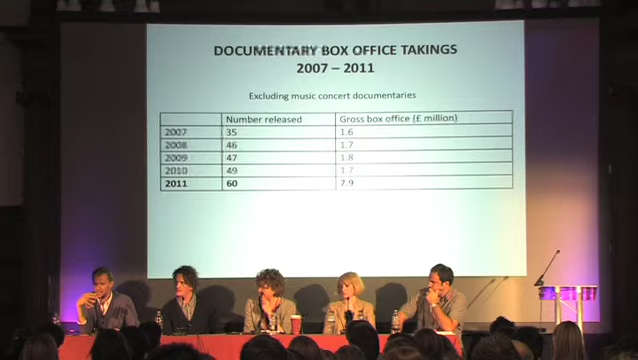 DOCUMENTARY BOX OFFICE TAKINGS
2007 – 2011
Excluding music concert documentaries
Number released Gross box office (£ million)
2007 35 1.6
2008 46 1.7
2009 47 1.8
2010 49 1.7
2011 60 7.9